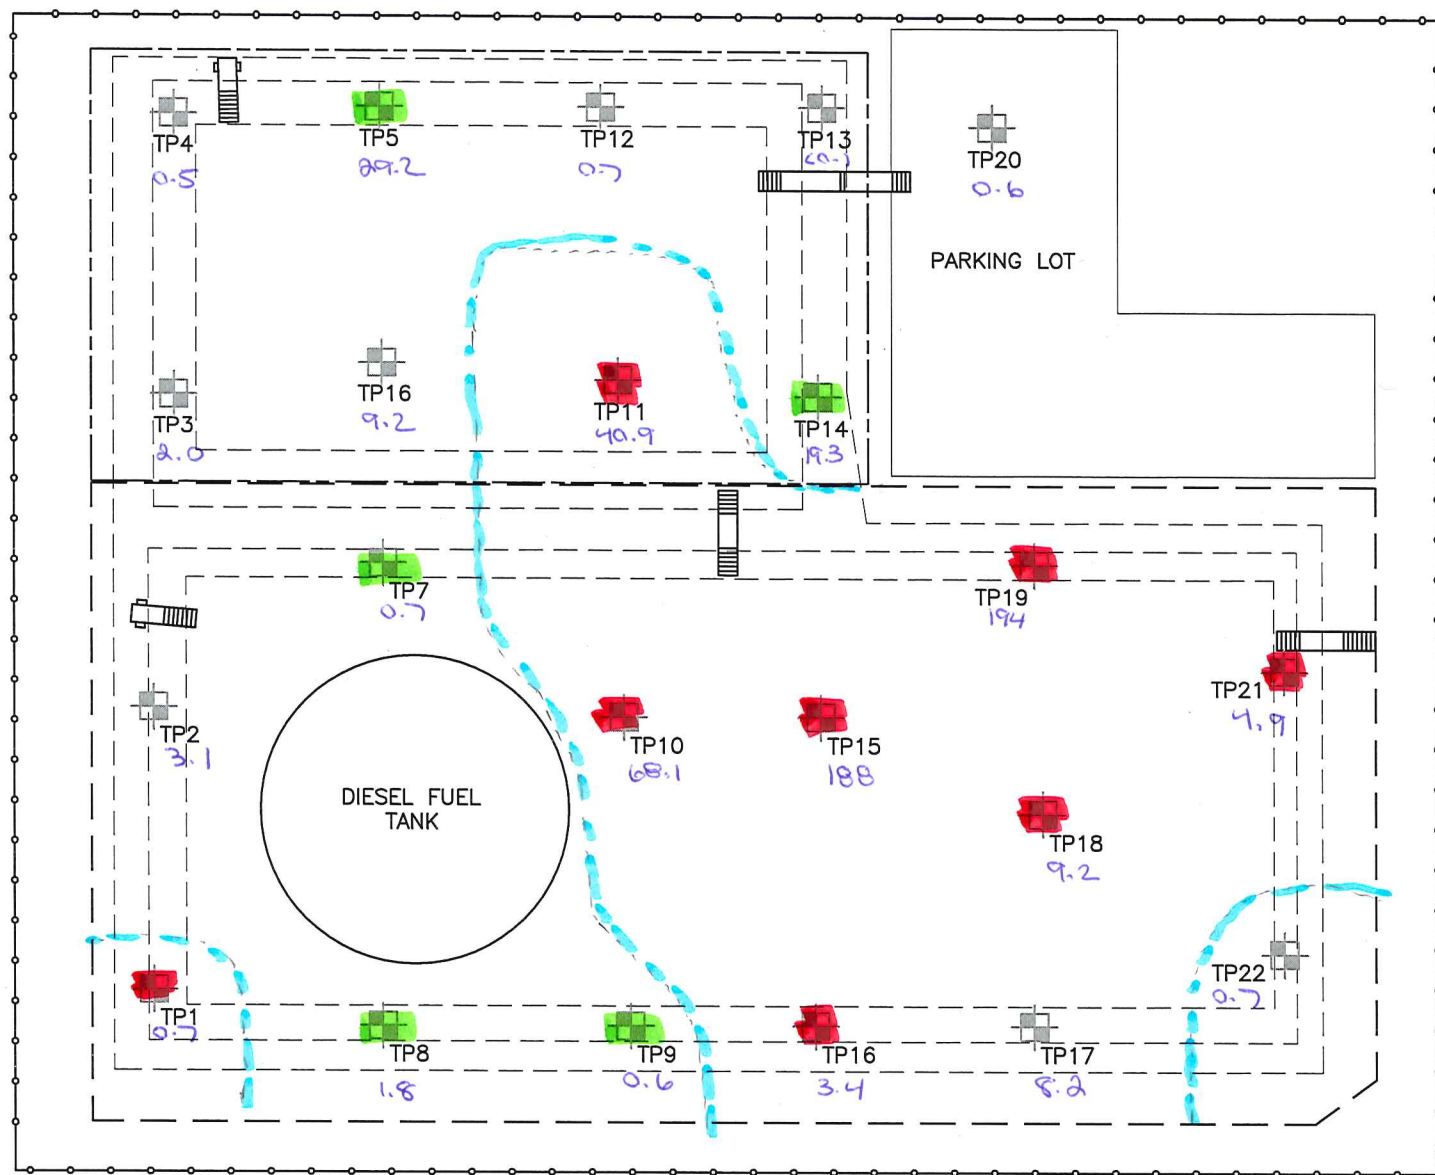 TP4
0.5
TP5
29.2
TP12
0.7
TP13
TP20
0.6
PARKING LOT
TP3
2.0
TP16
9.2
TP11
40.9
TP14
19.3
TP7
0.7
TP19
194
TP21
4.9
TP2
3.1
TP10
68.1
TP15
188
DIESEL FUEL
TANK
TP18
9.2
TP22
0.7
TP1
0.7
TP8
1.8
TP9
0.6
TP16
3.4
TP17
8.2